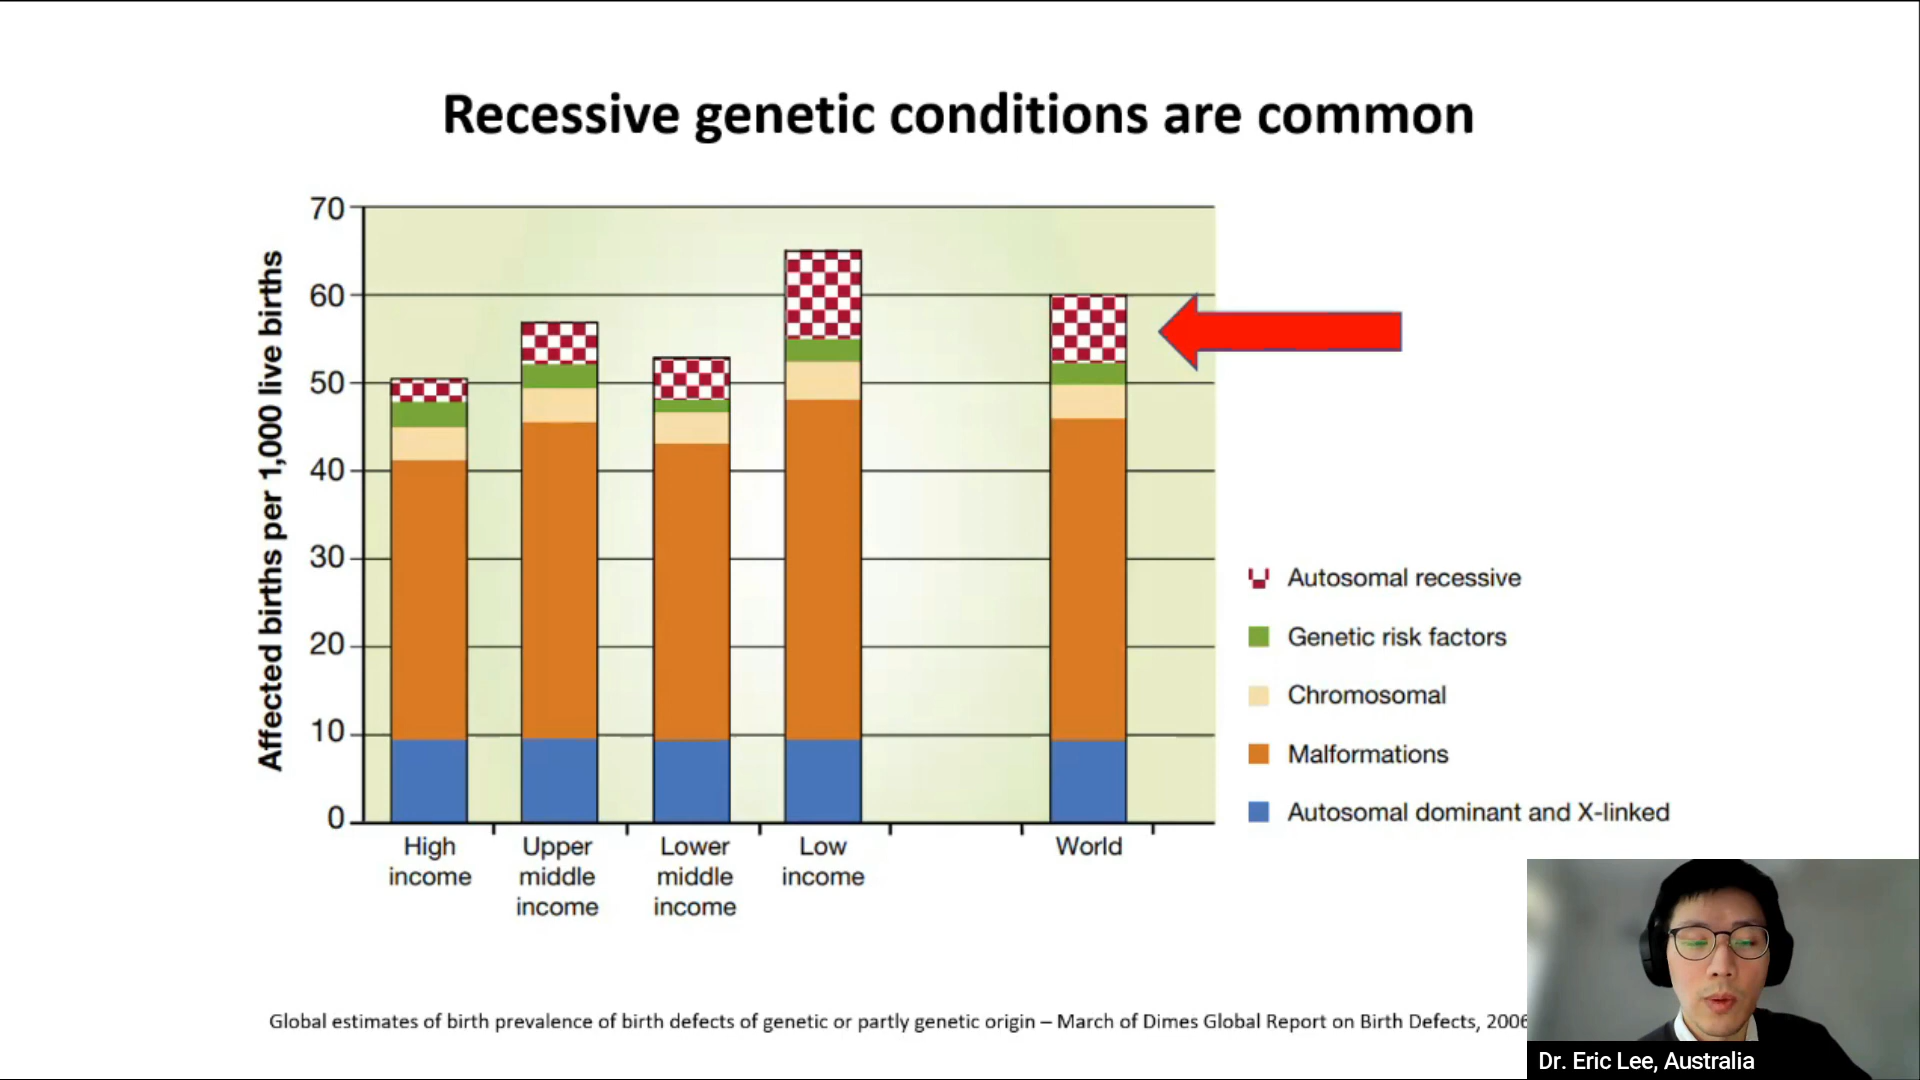 Recessive genetic conditions are common
Affected births per 1,000 live births
70
60
50
40
30
20
10
0
High
income
Upper
middle
income
Lower
middle
income
Low
income
World
Autosomal recessive
Genetic risk factors
Chromosomal
Malformations
Autosomal dominant and X-linked
Global estimates of birth prevalence of birth defects of genetic or partly genetic origin – March of Dimes Global Report on Birth Defects, 2006
Dr. Eric Lee, Australia